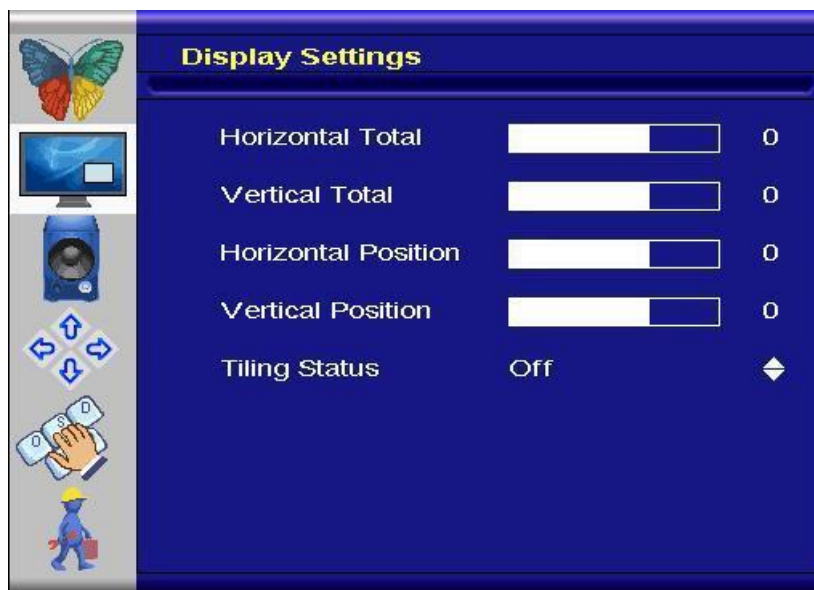 Display Settings
Horizontal Total 0
Vertical Total 0
Horizontal Position 0
Vertical Position 0
Tiling Status Off
O S D